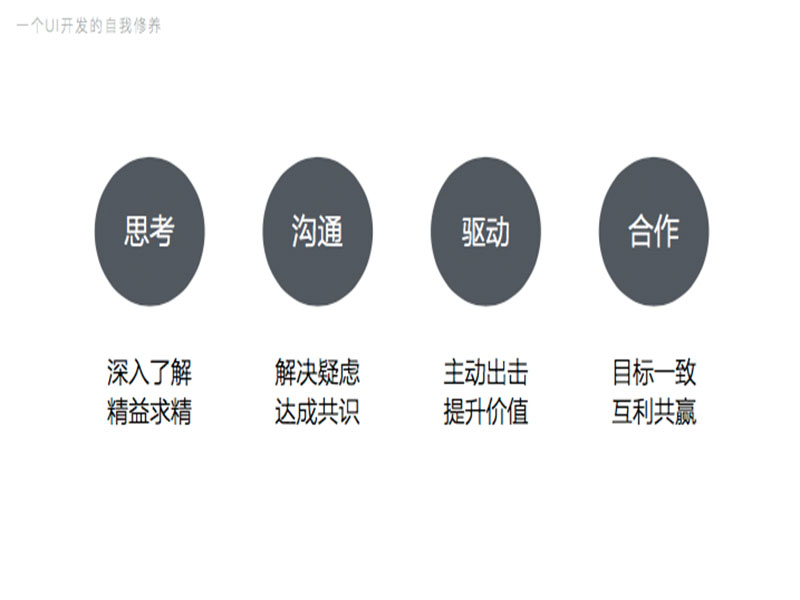 一个UI开发的自我修养
思考
沟通
驱动
合作
深入了解
精益求精
解决疑虑
达成共识
主动出击
提升价值
目标一致
互利共赢